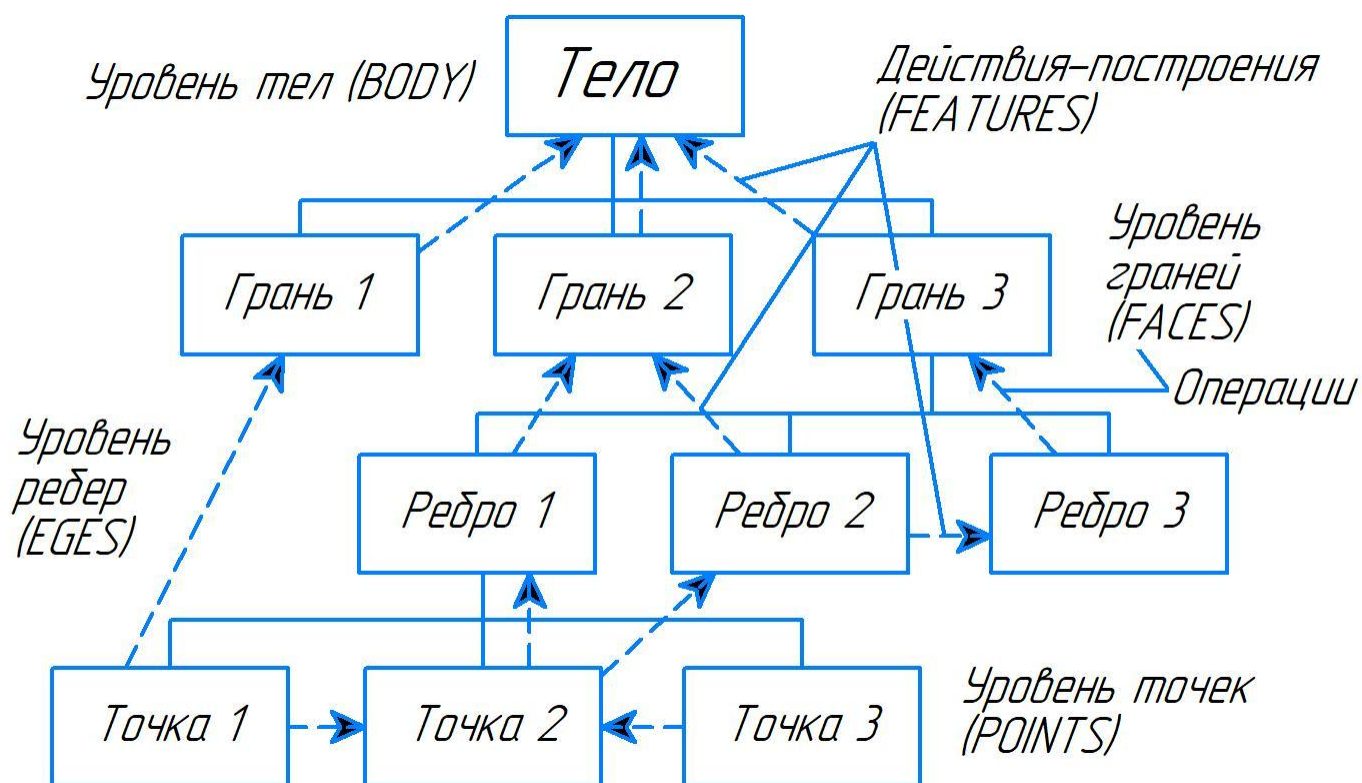 Тело
Уровень тел (BODY)
Действия-построения
(FEATURES)
Грань 1
Грань 2
Грань 3
Уровень
граней
(FACES)
Операции
Уровень
ребер
(EGES)
Ребро 1
Ребро 2
Ребро 3
Точка 1
Точка 2
Точка 3
Уровень точек
(POINTS)